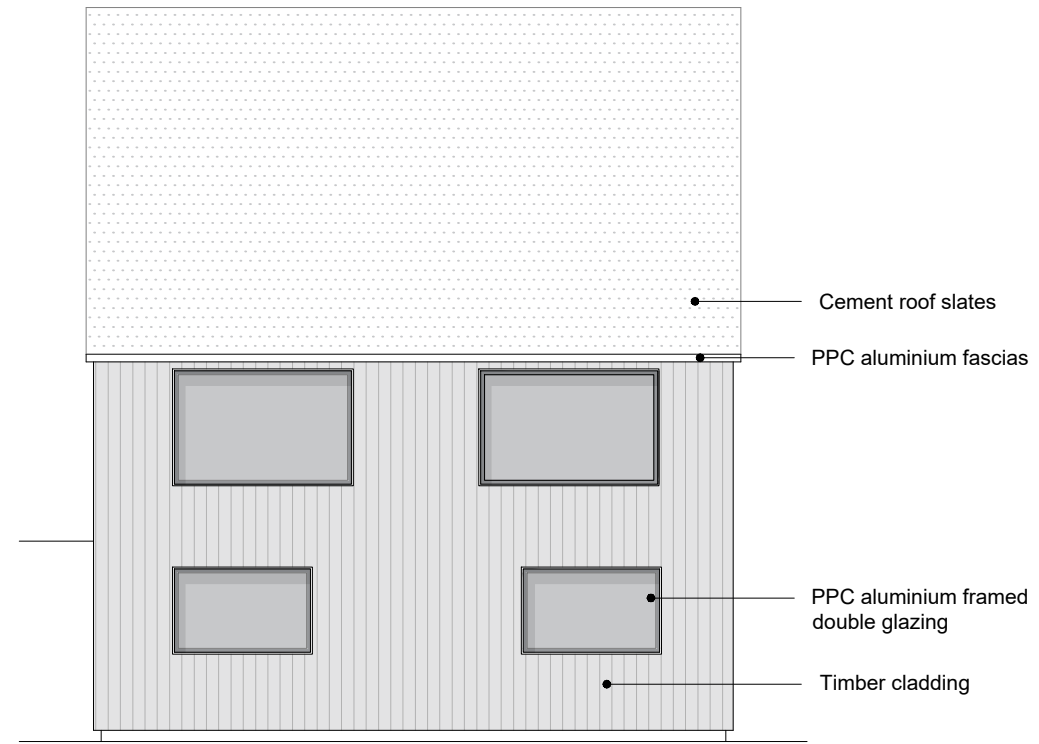 Cement roof slates
PPC aluminium fascias
PPC aluminium framed
double glazing
Timber cladding